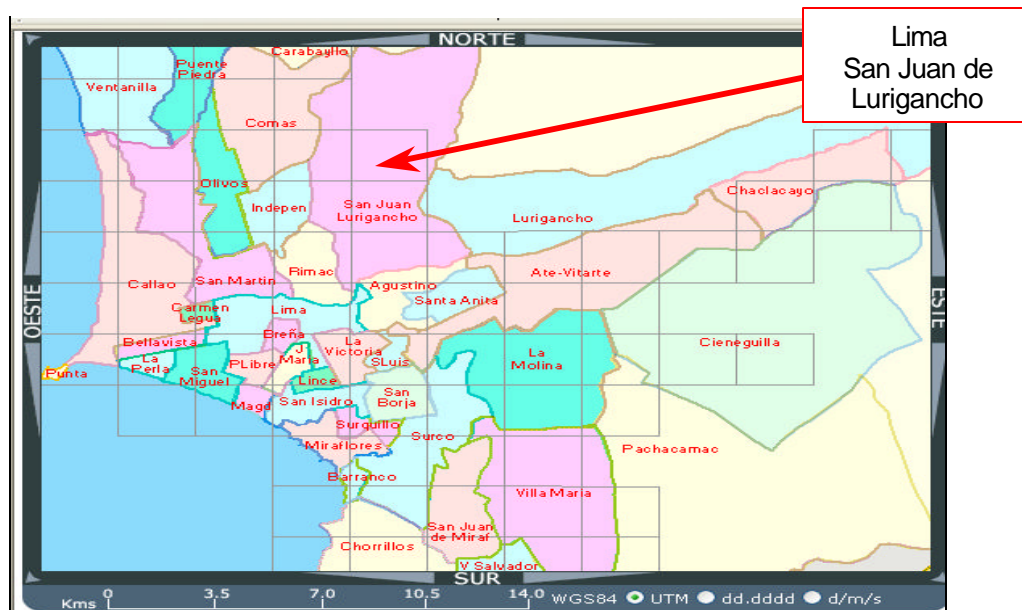 NORTE
Lima
San Juan de
Lurigancho
Carabayllo
Puente
Piedra
Ventanilla
Comas
Olivos
Indepen
San Juan
Lurigancho
Lurigancho
Chaclacayo
Callao
San Martin
Rimac
Agustino
Ate-Vitarte
Santa Anita
OESTE
ESTE
Carmen
Legua
Lima
Breña
La
Victoria
Bellavista
La
Perla
San
Miguel
PLibre
J
Maria
SLuis
La
Molina
Cieneguilla
Punta
Lince
Magd
San Isidro
San
Borja
Surquillo
Surco
Miraflores
Pachacamac
Barranco
Villa Maria
San Juan
de Miraf
Chorrillos
V Salvador
SUR
Kms 0 3.5 7.0 10.5 14.0 WGS84 UTM dd.dddd d/m/s